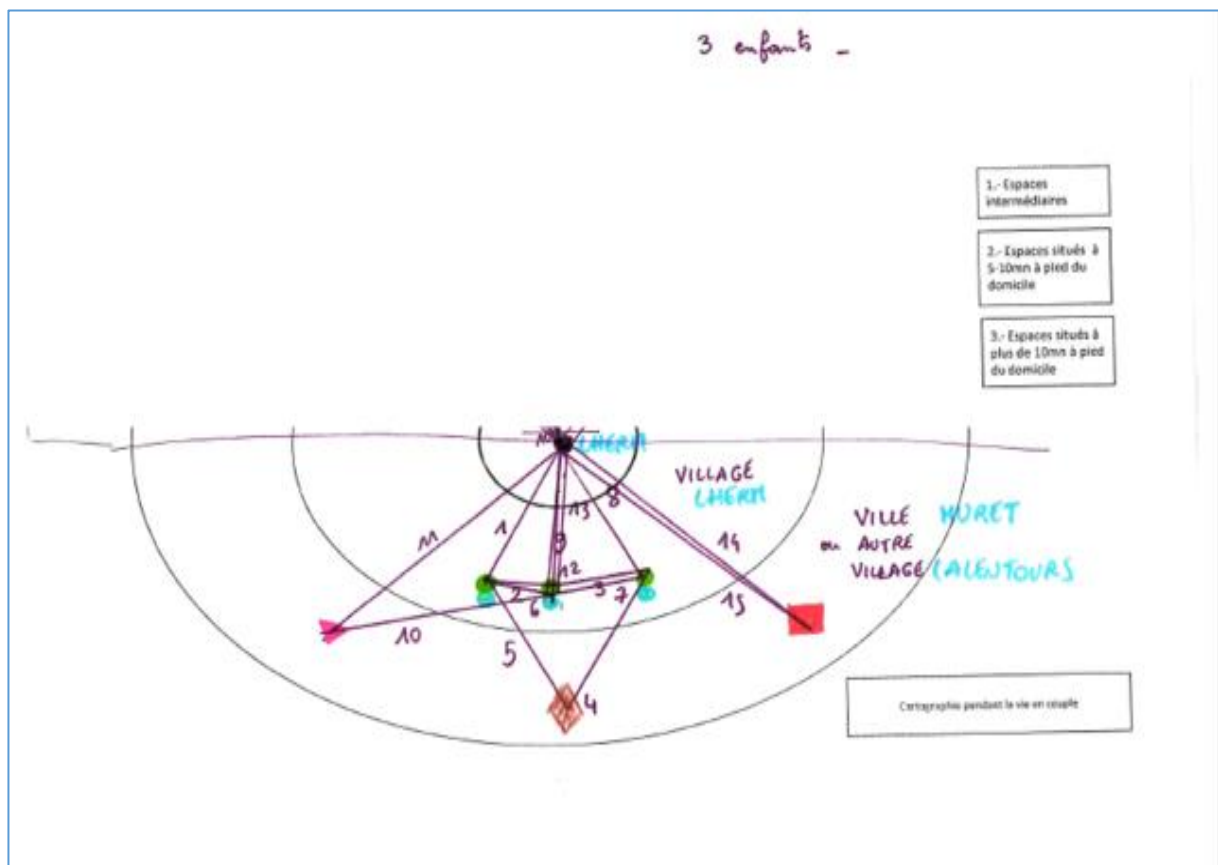 3 enfants -
1.- Espaces
intermédiaires
2.- Espaces situés à
5-10mn à pied du
domicile
3.- Espaces situés à
plus de 10mn à pied
du domicile
LHERM
VILLAGE
LHERM
8
13
1
11
9
14
VILLE MURET
ou AUTRE
VILLAGE (ALENTOURS
12
2
3
7
6
15
10
5
4
Cartographie pendant la vie en couple